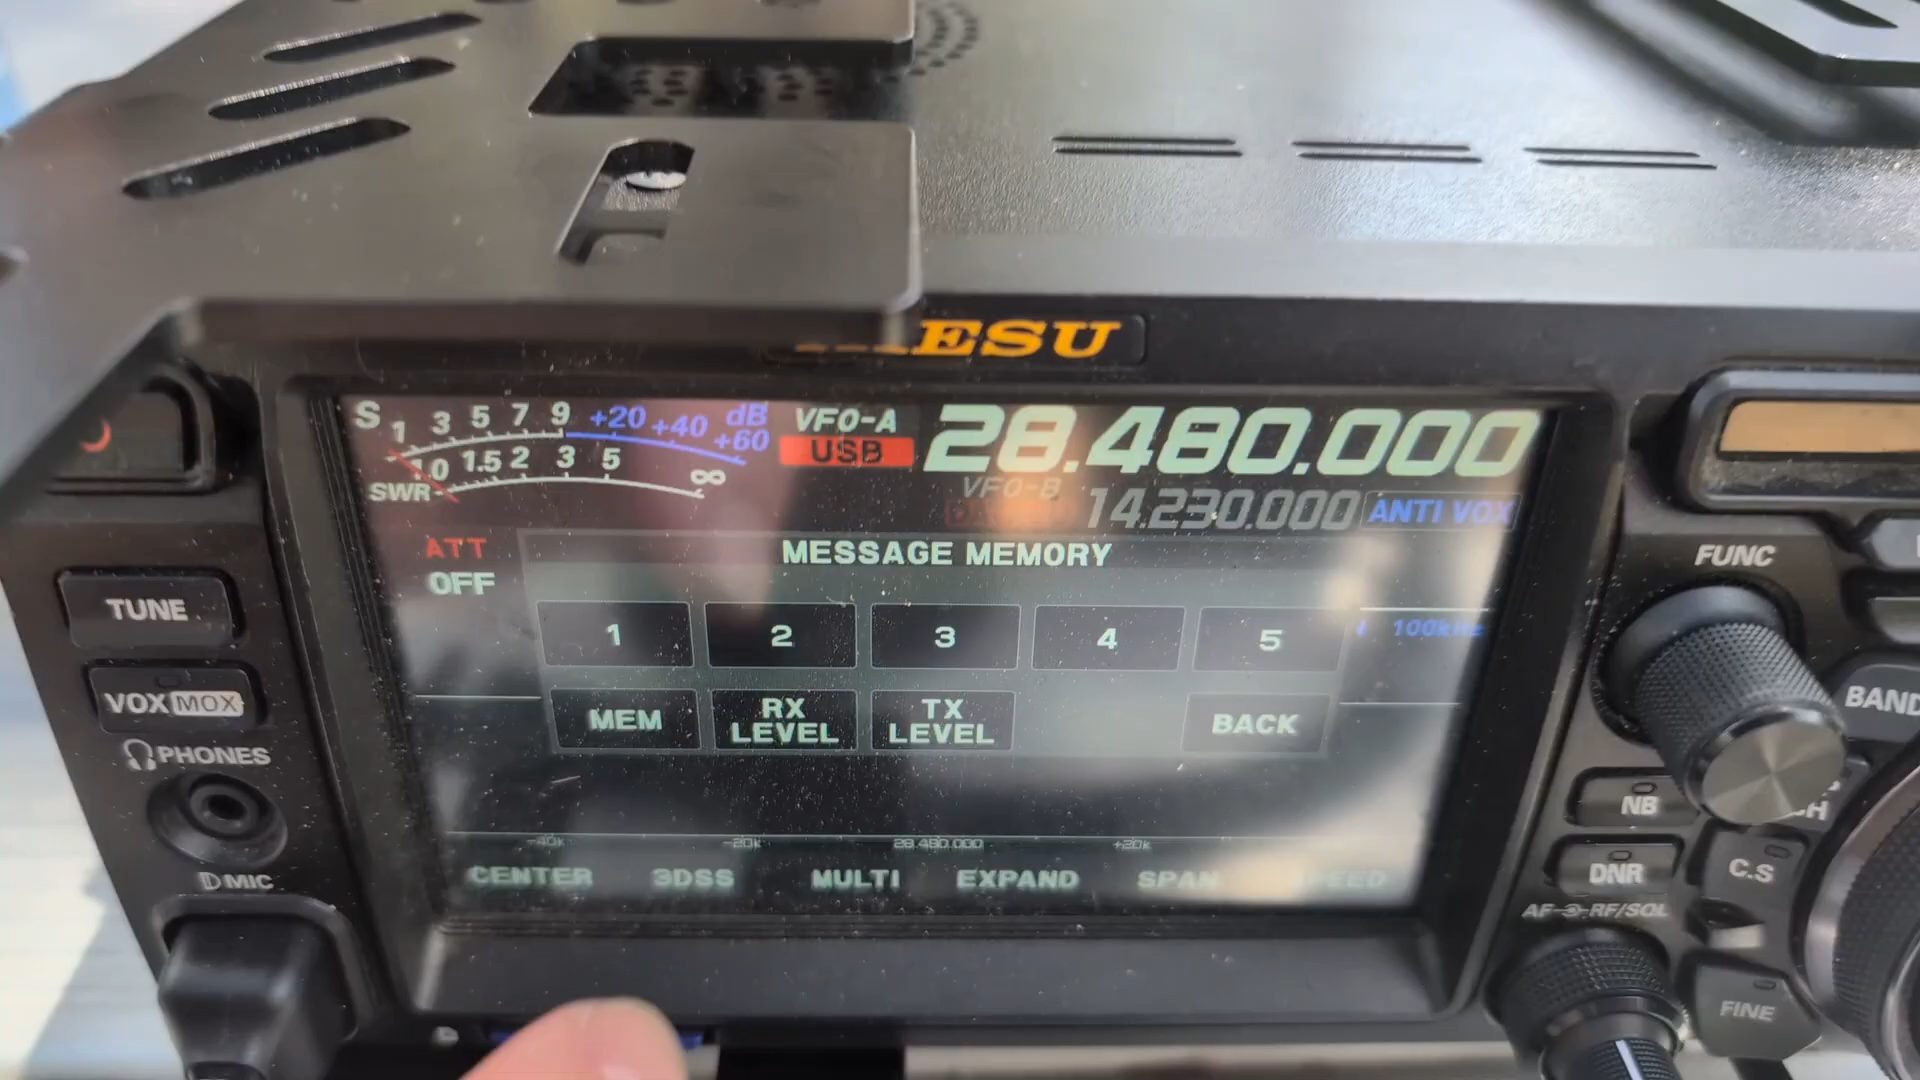 ESU
S 1 3 5 7 9 +20 +40 +60 dB
1.0 1.5 2 3 5 ∞
SWR
VFO-A
USB
28.480.000
VFO-B
14.230.000
ANTI VOX
ATT
OFF
MESSAGE MEMORY
1 2 3 4 5
MEM
RX
LEVEL
TX
LEVEL
BACK
-40k -20k 28.480.000 +20k
CENTER 3DSS MULTI EXPAND SPAN
TUNE
VOX MOX
PHONES
MIC
FUNC
BAND
NB
DNR
C.S
AF RF/SQL
FINE